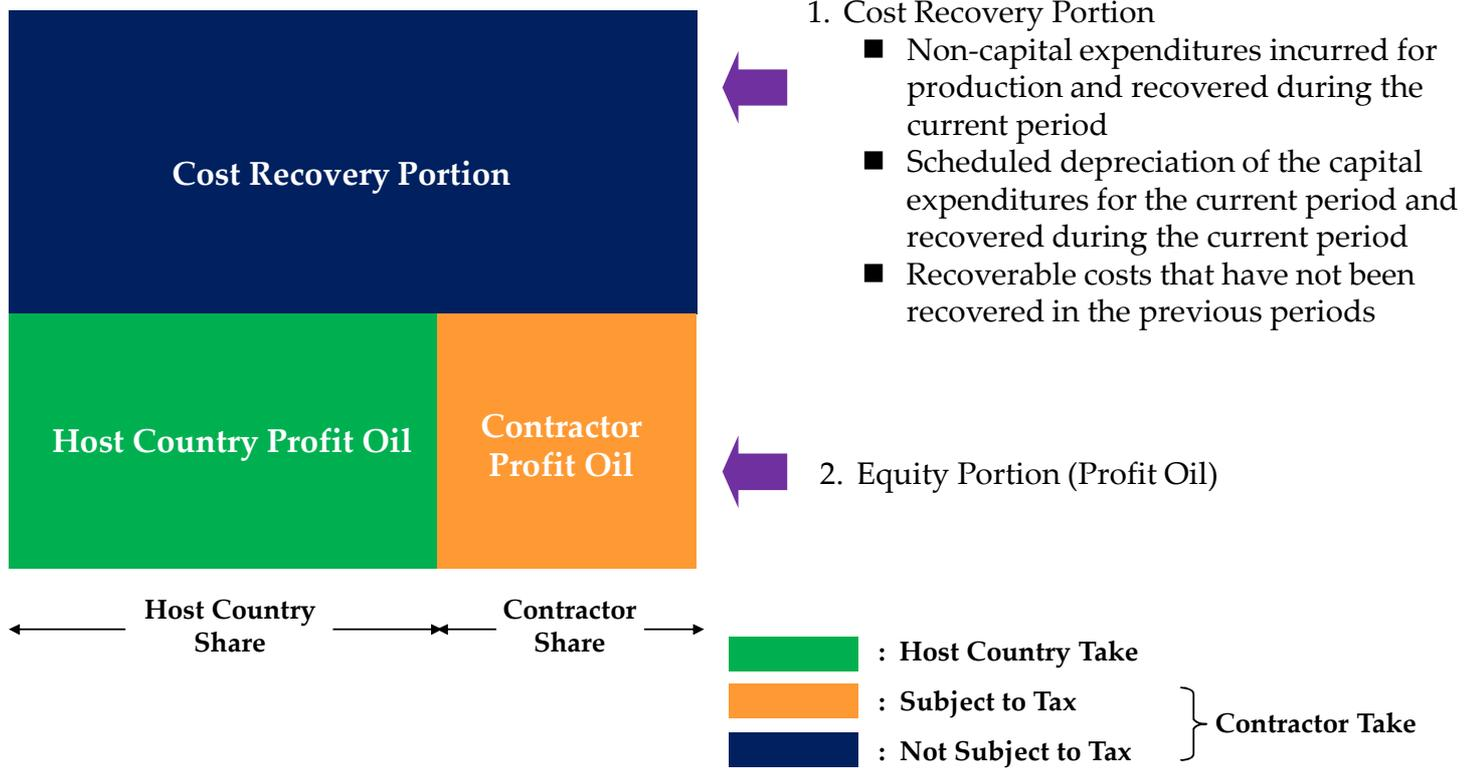 1. Cost Recovery Portion
■ Non-capital expenditures incurred for
production and recovered during the
current period
■ Scheduled depreciation of the capital
expenditures for the current period and
recovered during the current period
■ Recoverable costs that have not been
recovered in the previous periods
Cost Recovery Portion
Host Country Profit Oil
Contractor
Profit Oil
2. Equity Portion (Profit Oil)
Host Country
Share
Contractor
Share
: Host Country Take
: Subject to Tax
: Not Subject to Tax
Contractor Take